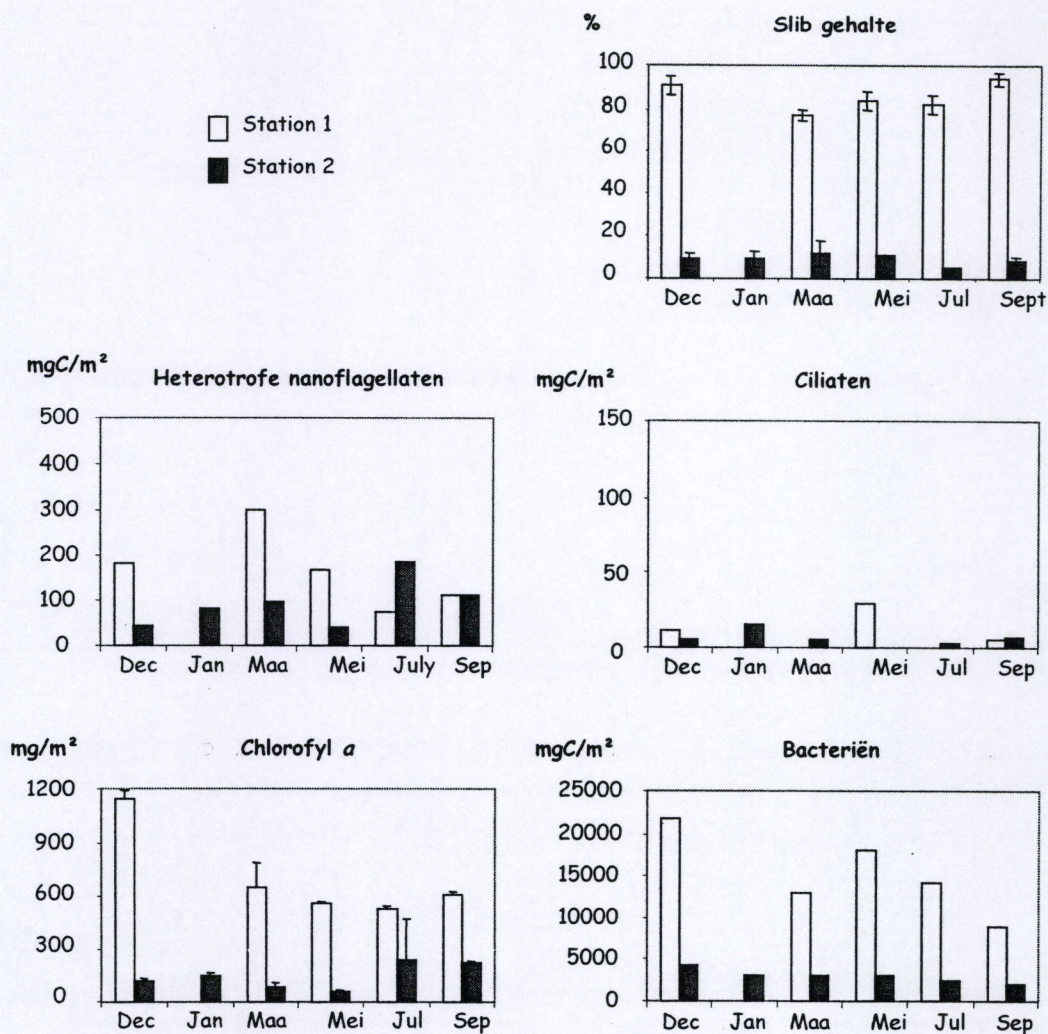 % Slib gehalte
Station 1
Station 2
100
80
60
40
20
0
Dec Jan Maa Mei Jul Sept
mgC/m² Heterotrofe nanoflagellaten
500
400
300
200
100
0
Dec Jan Maa Mei July Sep
mgC/m² Ciliaten
150
100
50
0
Dec Jan Maa Mei Jul Sep
mg/m² Chlorofyl a
1200
900
600
300
0
Dec Jan Maa Mei Jul Sep
mgC/m² Bacteriën
25000
20000
15000
10000
5000
0
Dec Jan Maa Mei Jul Sep